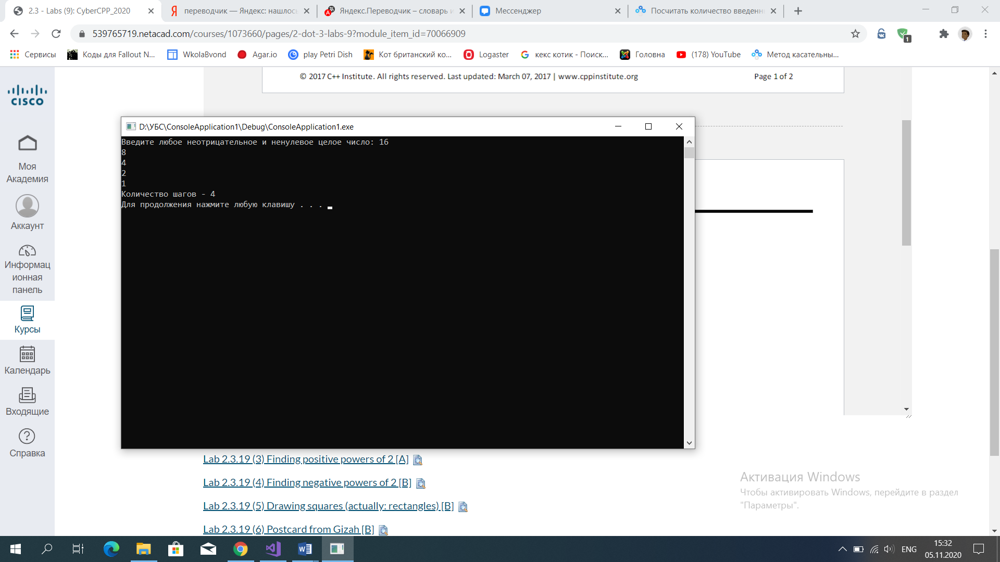 2.3 - Labs (9): CyberCPP_2020
переводчик — Яндекс: нашлось
Яндекс.Переводчик – словарь и
Мессенджер
Посчитать количество введенн
539765719.netacad.com/courses/1073660/pages/2-dot-3-labs-9?module_item_id=70066909
1
Сервисы
Коды для Fallout N...
WkolaBvond
Agar.io
play Petri Dish
Кот британский ко...
Logaster
кекс котик - Поиск...
Головна
(178) YouTube
Метод касательны...
© 2017 C++ Institute. All rights reserved. Last updated: March 07, 2017 | www.cppinstitute.org
Page 1 of 2
CISCO
Моя
Академия
Аккаунт
Информац
ионная
панель
Курсы
Календарь
Входящие
Справка
D:\УБС\ConsoleApplication1\Debug\ConsoleApplication1.exe
Введите любое неотрицательное и ненулевое целое число: 16
8
4
2
1
Количество шагов - 4
Для продолжения нажмите любую клавишу . . .
Lab 2.3.19 (3) Finding positive powers of 2 [A]
Lab 2.3.19 (4) Finding negative powers of 2 [B]
Lab 2.3.19 (5) Drawing squares (actually: rectangles) [B]
Lab 2.3.19 (6) Postcard from Gizah [B]
Активация Windows
Чтобы активировать Windows, перейдите в раздел
"Параметры".
ENG
15:32
05.11.2020